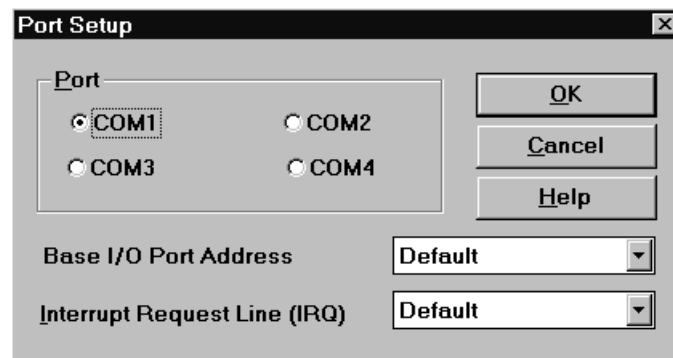 Port Setup
Port
COM1 COM2
COM3 COM4
OK
Cancel
Help
Base I/O Port Address Default
Interrupt Request Line (IRQ) Default